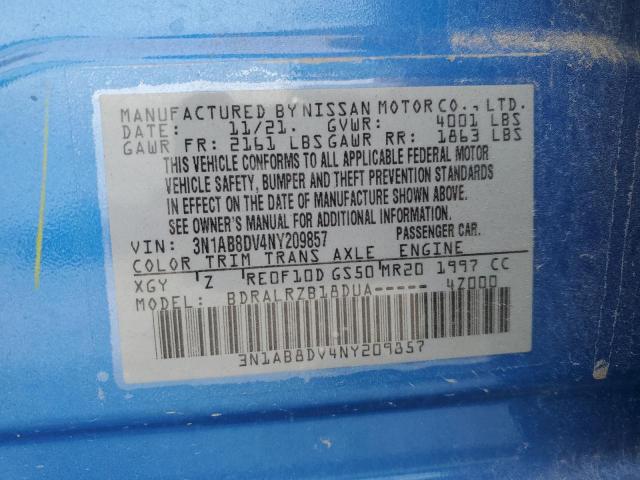 MANUFACTURED BY NISSAN MOTOR CO., LTD.
DATE: 11/21. GVWR: 4001 LBS
GAWR FR: 2161 LBS GAWR RR: 1863 LBS
THIS VEHICLE CONFORMS TO ALL APPLICABLE FEDERAL MOTOR
VEHICLE SAFETY, BUMPER AND THEFT PREVENTION STANDARDS
IN EFFECT ON THE DATE OF MANUFACTURE SHOWN ABOVE.
SEE OWNER'S MANUAL FOR ADDITIONAL INFORMATION.
VIN: 3N1AB8DV4NY209857 PASSENGER CAR.
COLOR TRIM TRANS AXLE ENGINE
XGY Z RE0F10D GS50 MR20 1997 CC
MODEL: BDRALRZB18DUA----- 4Z000
3N1AB8DV4NY209857